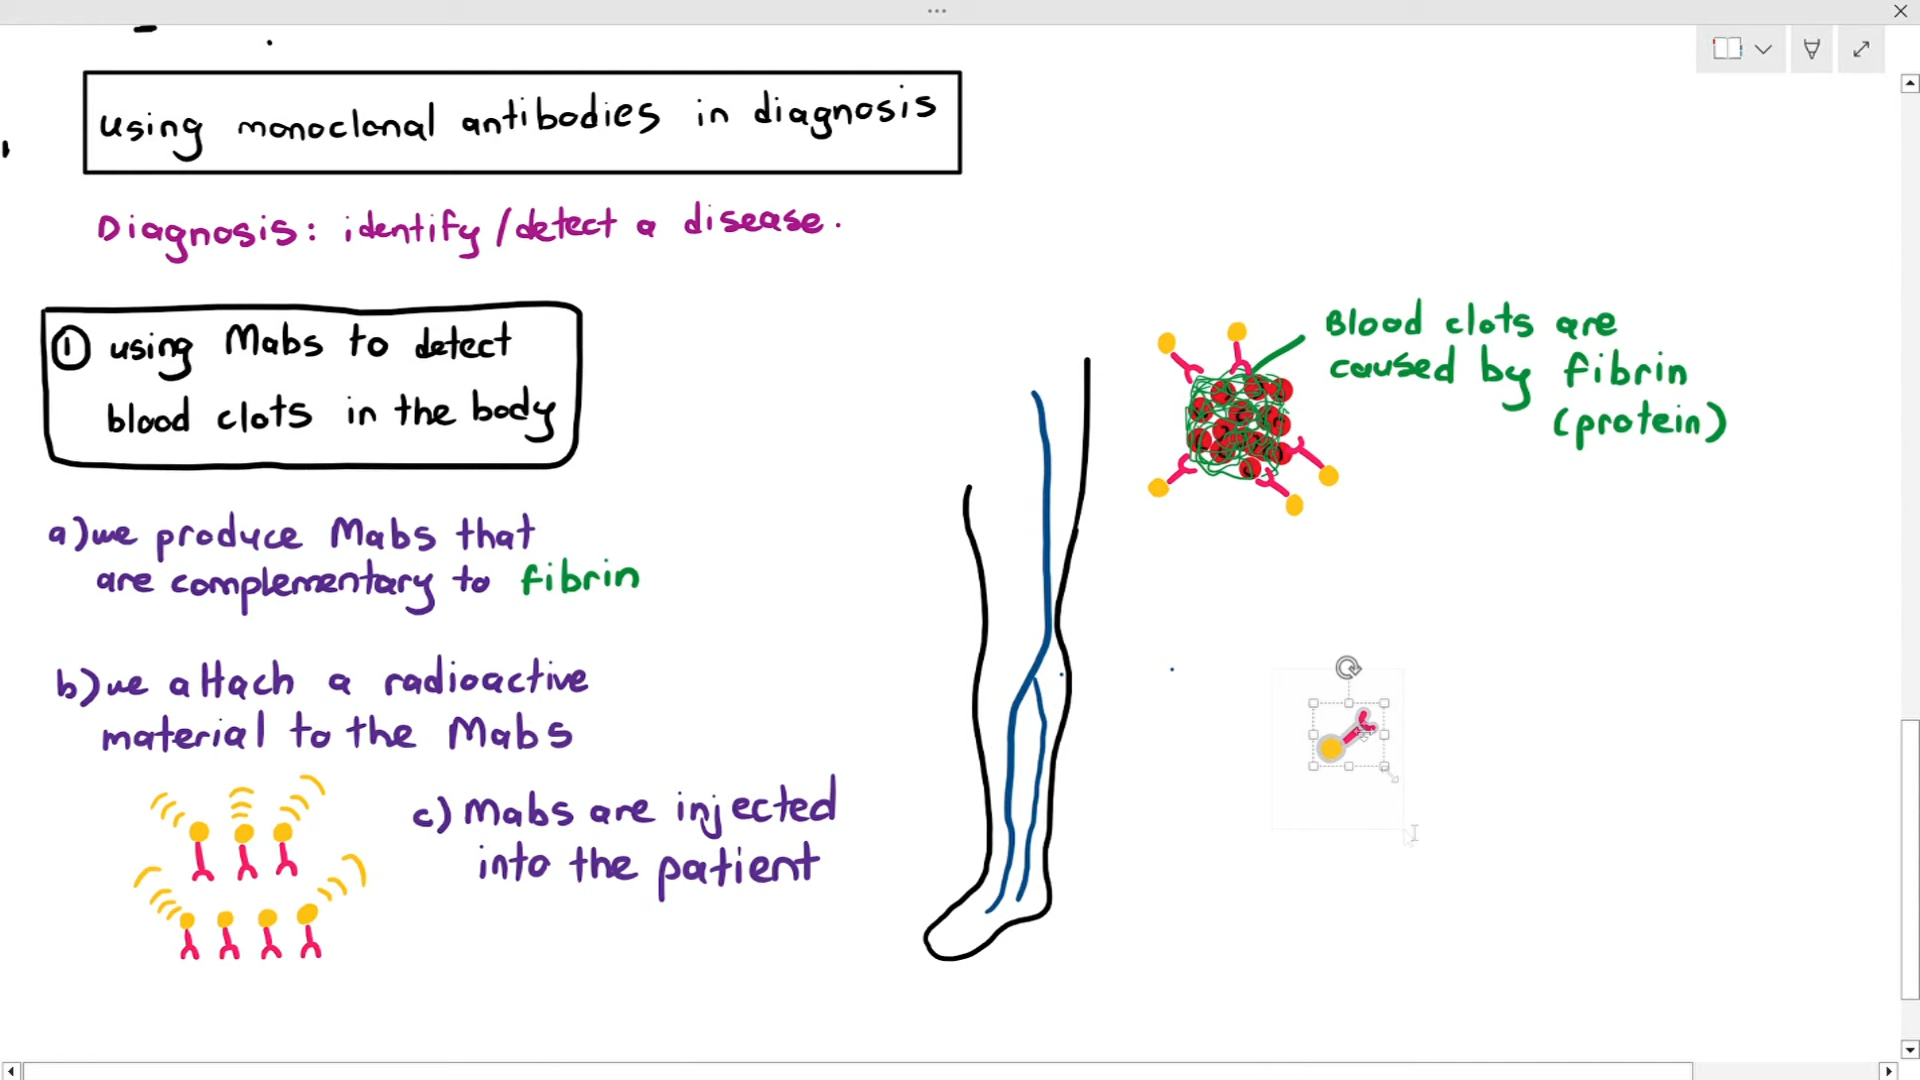 using monoclonal antibodies in diagnosis
Diagnosis: identify/detect a disease.
① using Mabs to detect
blood clots in the body
a) we produce Mabs that
are complementary to fibrin
b) we attach a radioactive
material to the Mabs
c) Mabs are injected
into the patient
Blood clots are
caused by fibrin
(protein)